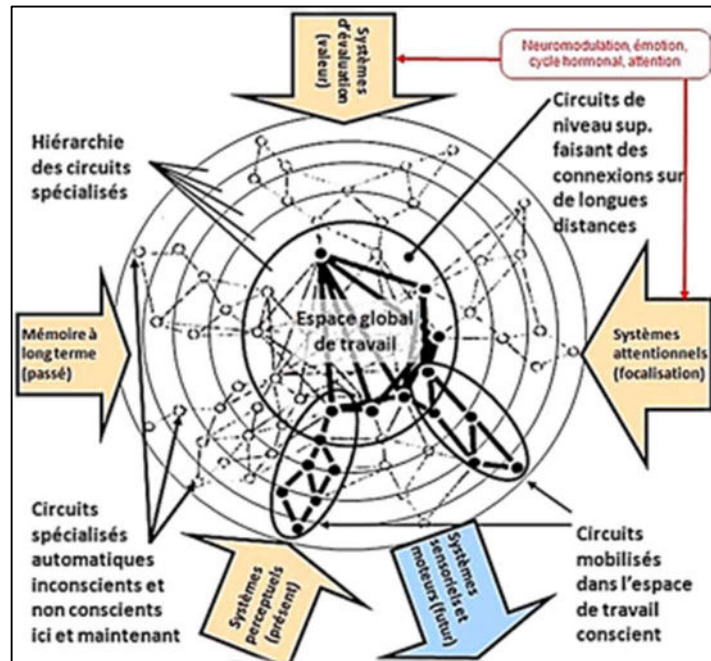 Systèmes
d'évaluation
(valeur)
Neuromodulation, émotion,
cycle hormonal, attention
Hiérarchie
des circuits
spécialisés
Circuits de
niveau sup.
faisant des
connexions sur
de longues
distances
Espace global
de travail
Mémoire à
long terme
(passé)
Systèmes
attentionnels
(focalisation)
Circuits
spécialisés
automatiques
inconscients et
non conscients
ici et maintenant
Systèmes
perceptuels
(présent)
Systèmes
sensoriels et
moteurs (futur)
Circuits
mobilisés
dans l'espace
de travail
conscient